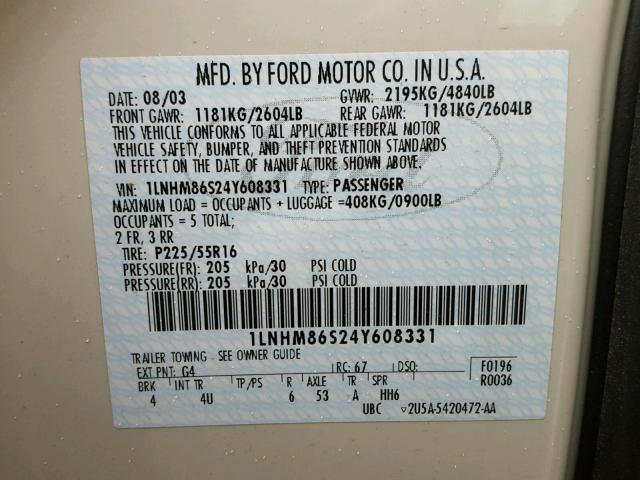 MFD. BY FORD MOTOR CO. IN U.S.A.
DATE: 08/03 GVWR: 2195KG/4840LB
FRONT GAWR: 1181KG/2604LB REAR GAWR: 1181KG/2604LB
THIS VEHICLE CONFORMS TO ALL APPLICABLE FEDERAL MOTOR
VEHICLE SAFETY, BUMPER, AND THEFT PREVENTION STANDARDS
IN EFFECT ON THE DATE OF MANUFACTURE SHOWN ABOVE.
VIN: 1LNHM86S24Y608331 TYPE: PASSENGER
MAXIMUM LOAD = OCCUPANTS + LUGGAGE =408KG/0900LB
OCCUPANTS = 5 TOTAL;
2 FR, 3 RR
TIRE: P225/55R16
PRESSURE(FR): 205 kPa/30 PSI COLD
PRESSURE(RR): 205 kPa/30 PSI COLD
1LNHM86S24Y608331
TRAILER TOWING - SEE OWNER GUIDE
EXT PNT: G4 RC: 67 DSO: F0196
BRK INT TR TP/PS R AXLE TR SPR R0036
4 4U 6 53 A HH6
UBC ▽2U5A-5420472-AA